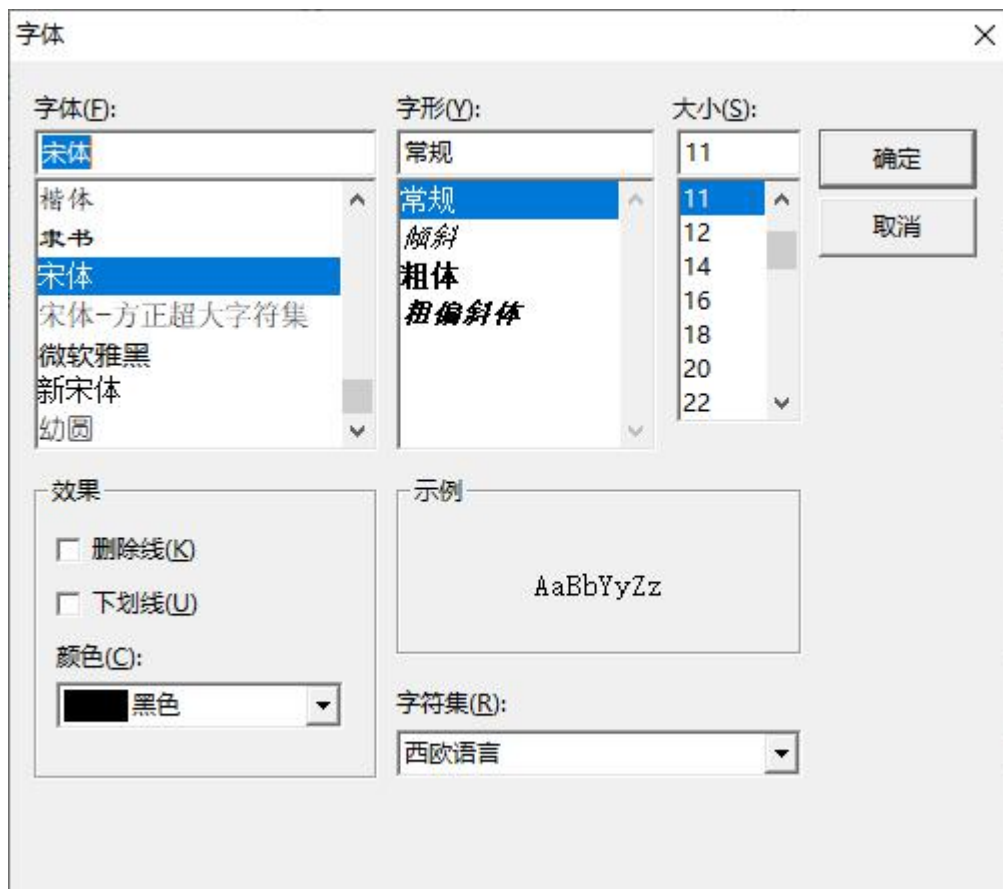 字体
字体(F):
宋体
楷体
隶书
宋体
宋体-方正超大字符集
微软雅黑
新宋体
幼圆
字形(Y):
常规
常规
倾斜
粗体
粗偏斜体
大小(S):
11
11
12
14
16
18
20
22
确定
取消
效果
删除线(K)
下划线(U)
颜色(C):
黑色
示例
AaBbYyZz
字符集(R):
西欧语言